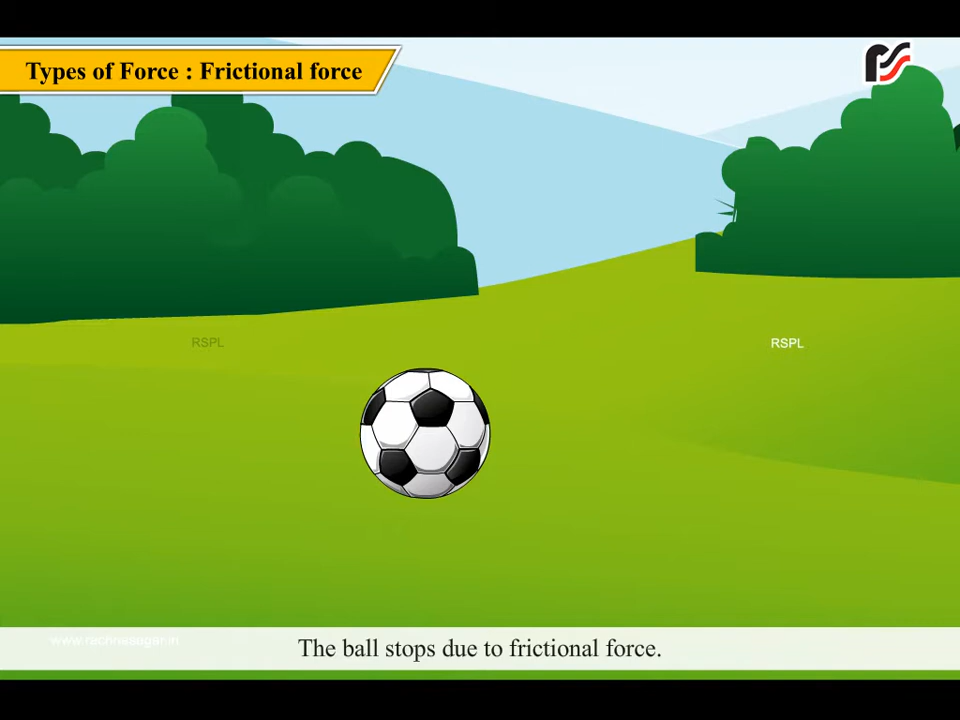 Types of Force : Frictional force
RSPL
RSPL
The ball stops due to frictional force.